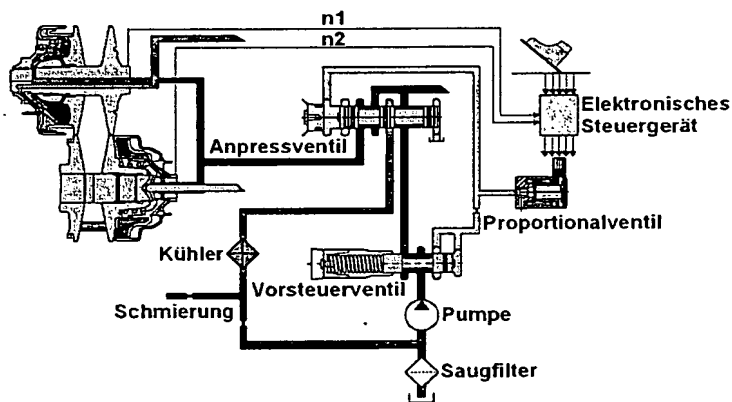 n1
n2
Elektronisches
Steuergerät
Anpressventil
Proportionalventil
Kühler
Vorsteuerventil
Schmierung
Pumpe
Saugfilter